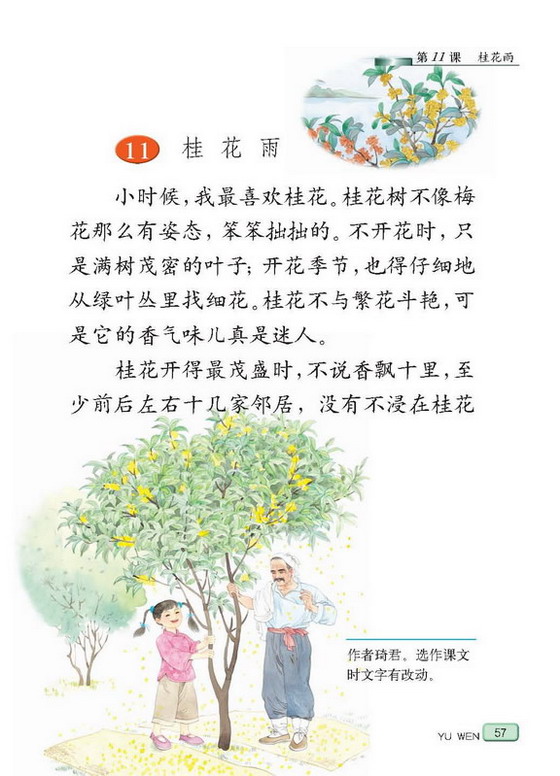 第11课 桂花雨
11 桂花雨
小时候，我最喜欢桂花。桂花树不像梅
花那么有姿态，笨笨拙拙的。不开花时，只
是满树茂密的叶子；开花季节，也得仔细地
从绿叶丛里找细花。桂花不与繁花斗艳，可
是它的香气味儿真是迷人。
桂花开得最茂盛时，不说香飘十里，至
少前后左右十几家邻居，没有不浸在桂花
作者琦君。选作课文
时文字有改动。
YU WEN 57